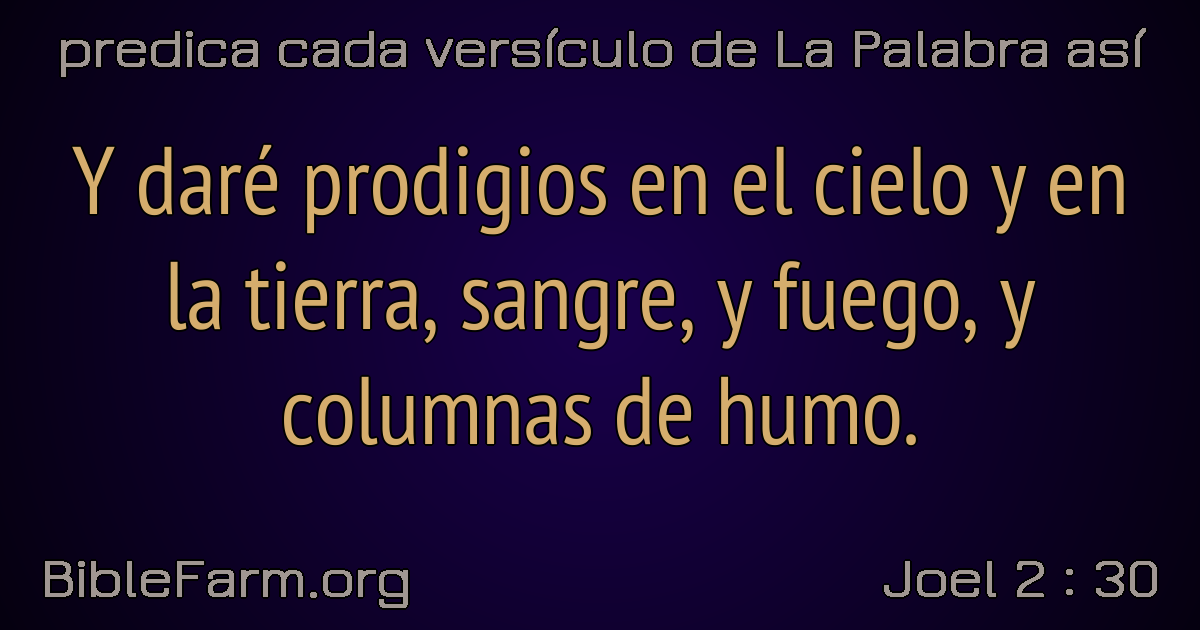 predica cada versículo de La Palabra así
Y daré prodigios en el cielo y en
la tierra, sangre, y fuego, y
columnas de humo.
BibleFarm.org
Joel 2 : 30